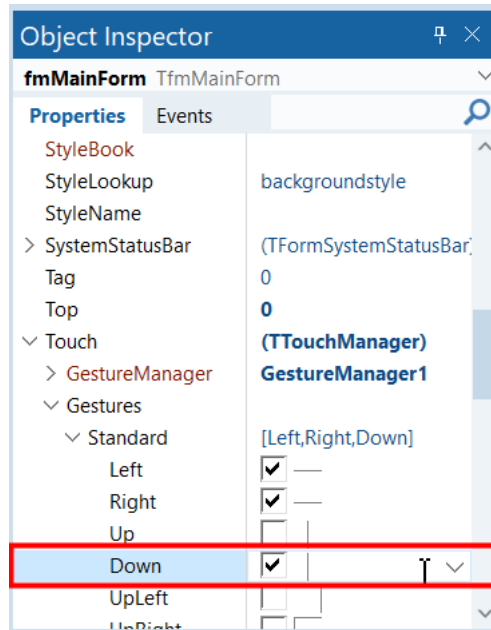 Object Inspector
fmMainForm TfmMainForm
Properties Events
StyleBook
StyleLookup backgroundstyle
StyleName
SystemStatusBar (TFormSystemStatusBar)
Tag 0
Top 0
Touch (TTouchManager)
GestureManager GestureManager1
Gestures
Standard [Left,Right,Down]
Left
Right
Up
Down
UpLeft
UpRight